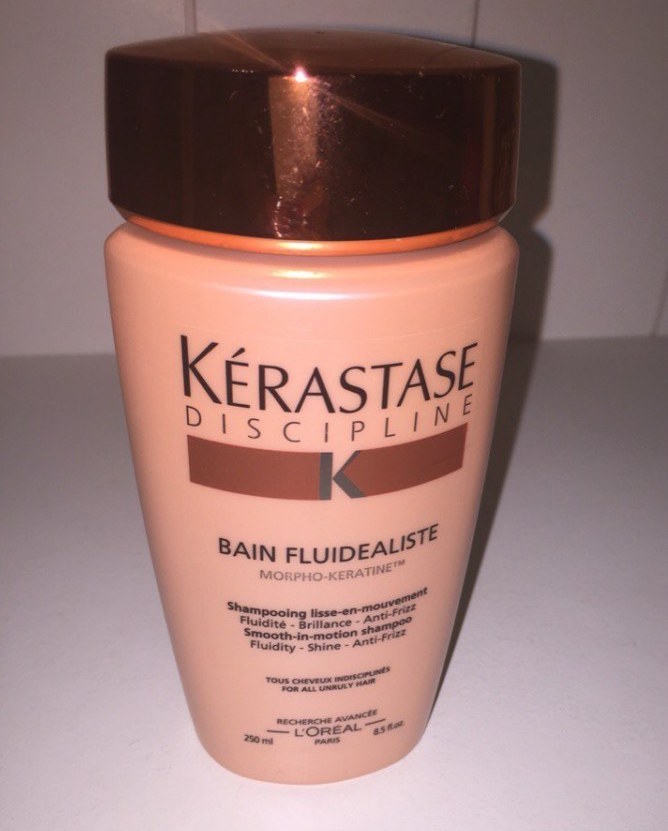 KÉRASTASE
DISCIPLINE
K
BAIN FLUIDEALISTE
MORPHO-KERATINE™
Shampooing lisse-en-mouvement
Fluidité - Brillance - Anti-Frizz
Smooth-in-motion shampoo
Fluidity - Shine - Anti-Frizz
TOUS CHEVEUX INDISCIPLINÉS
FOR ALL UNRULY HAIR
RECHERCHE AVANCÉE
L'ORÉAL
PARIS
250 ml 8.5 fl.oz.